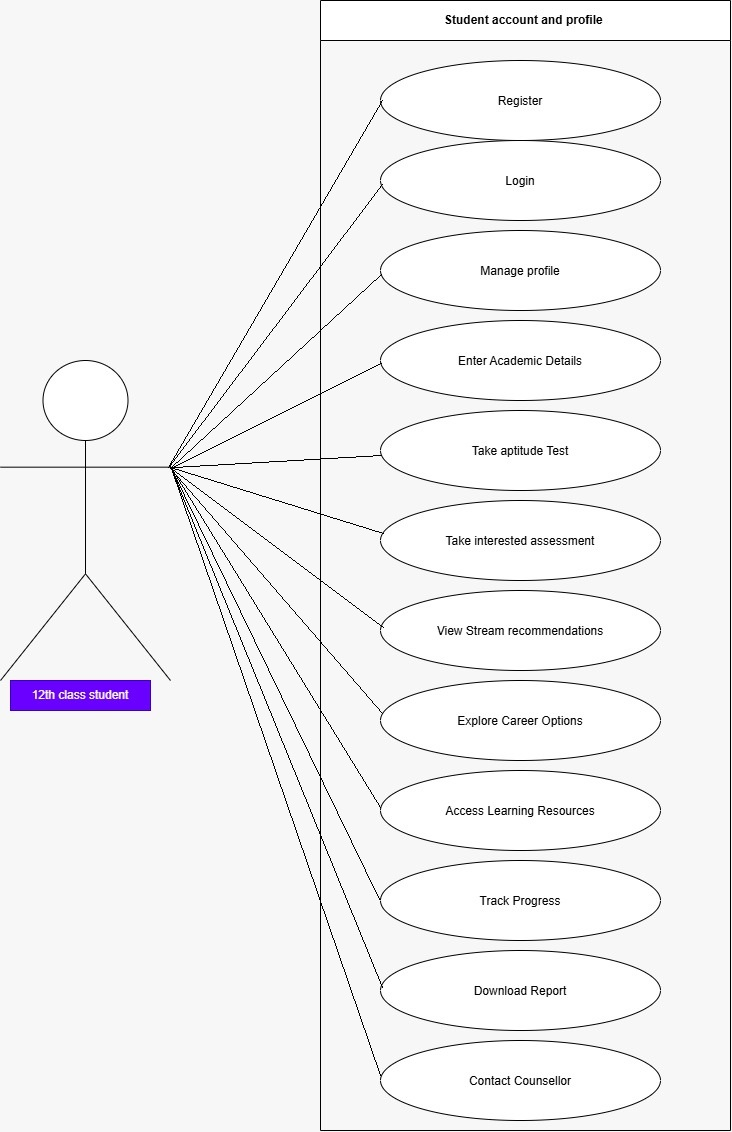 Student account and profile
Register
Login
Manage profile
Enter Academic Details
Take aptitude Test
Take interested assessment
View Stream recommendations
12th class student
Explore Career Options
Access Learning Resources
Track Progress
Download Report
Contact Counsellor